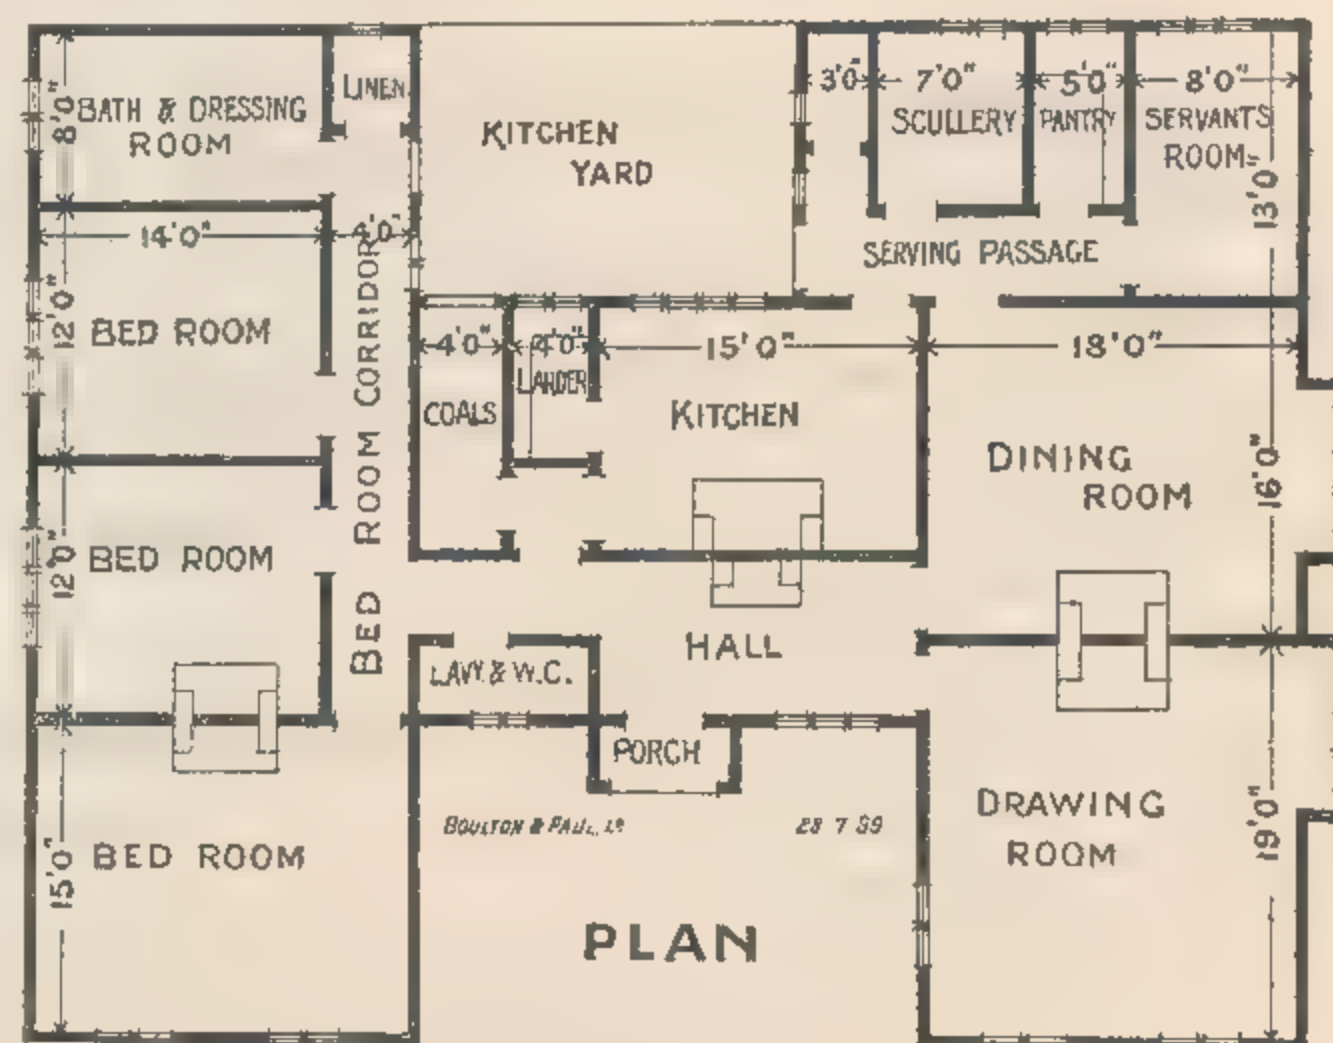 LINEN
BATH & DRESSING
ROOM
8'0"
KITCHEN
YARD
3'0"
7'0"
5'0"
8'0"
SCULLERY
PANTRY
SERVANTS
ROOM
13'0"
14'0"
4'0"
SERVING PASSAGE
12'0"
BED ROOM
BED ROOM CORRIDOR
4'0"
4'0"
15'0"
18'0"
LARDER
COALS
KITCHEN
DINING
ROOM
16'0"
12'0"
BED ROOM
HALL
LAVY. & W.C.
PORCH
DRAWING
ROOM
19'0"
BOULTON & PAUL, LD
28 7 89
15'0"
BED ROOM
PLAN